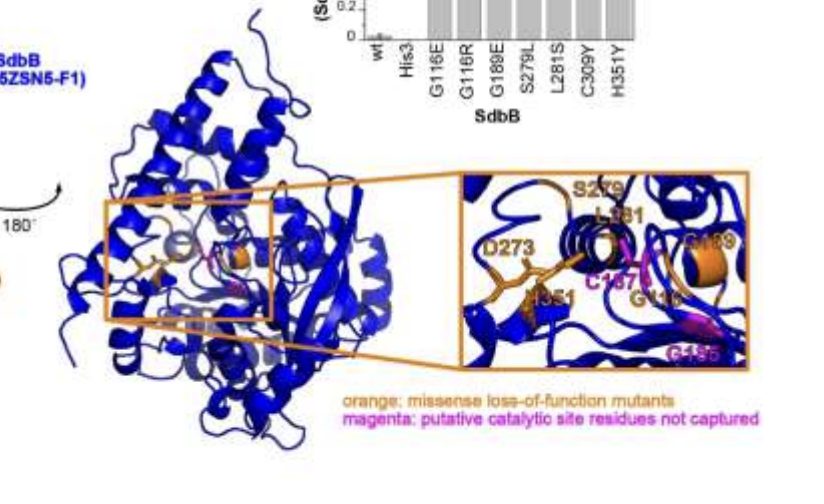 0.2
0
wt
His3
G116E
G116R
G189E
S279L
L281S
C309Y
H351Y
SdbB
SdbB
5ZSN5-F1)
180°
S279
L281
D273
G189
C187
H351
G116
G185
orange: missense loss-of-function mutants
magenta: putative catalytic site residues not captured